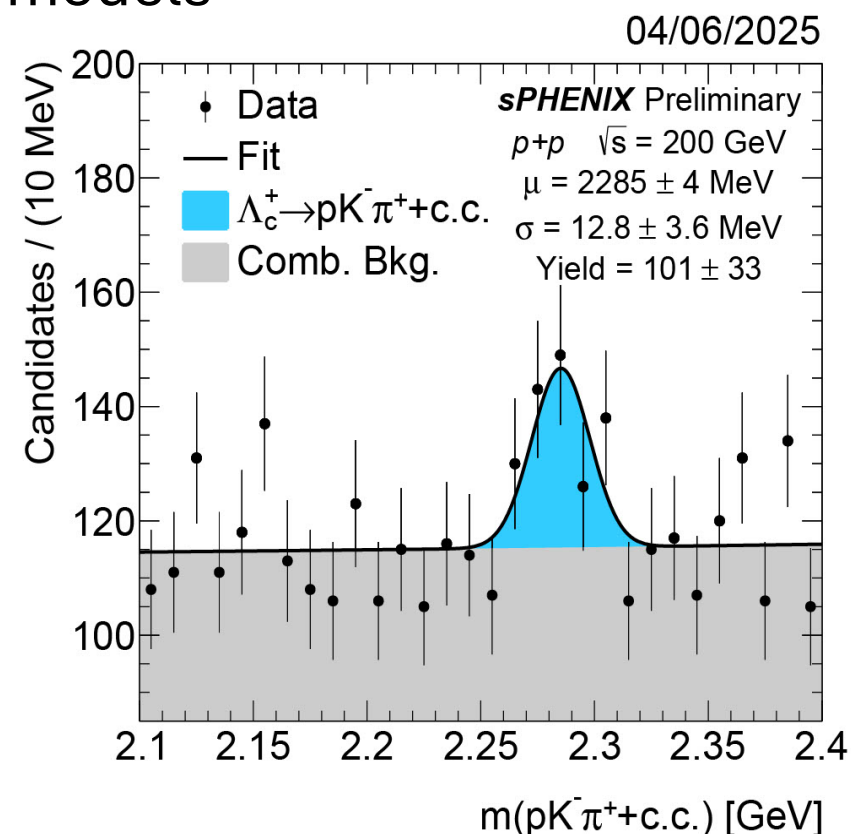 models
04/06/2025
Candidates / (10 MeV)
200
180
160
140
120
100
Data
Fit
Λc+→pK-π++c.c.
Comb. Bkg.
sPHENIX Preliminary
p+p √s = 200 GeV
μ = 2285 ± 4 MeV
σ = 12.8 ± 3.6 MeV
Yield = 101 ± 33
2.1 2.15 2.2 2.25 2.3 2.35 2.4
m(pK-π++c.c.) [GeV]